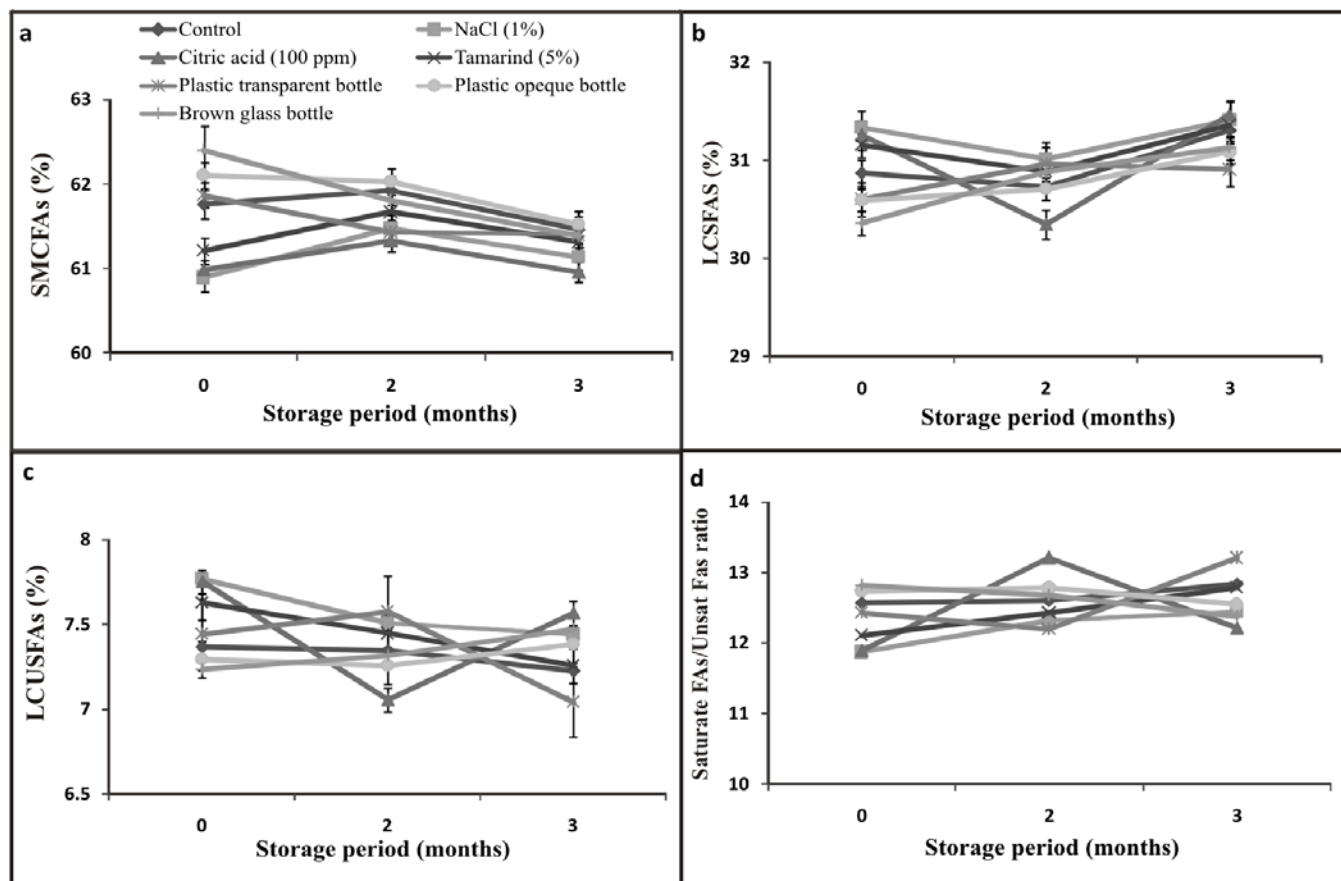 a
Control
NaCl (1%)
Citric acid (100 ppm)
Tamarind (5%)
Plastic transparent bottle
Plastic opeque bottle
Brown glass bottle
SMCFAs (%)
63
62
61
60
0 2 3
Storage period (months)
b
LCSFAS (%)
32
31
30
29
0 2 3
Storage period (months)
c
LCUSFAs (%)
8
7.5
7
6.5
0 2 3
Storage period (months)
d
Saturate FAs/Unsat Fas ratio
14
13
12
11
10
0 2 3
Storage period (months)